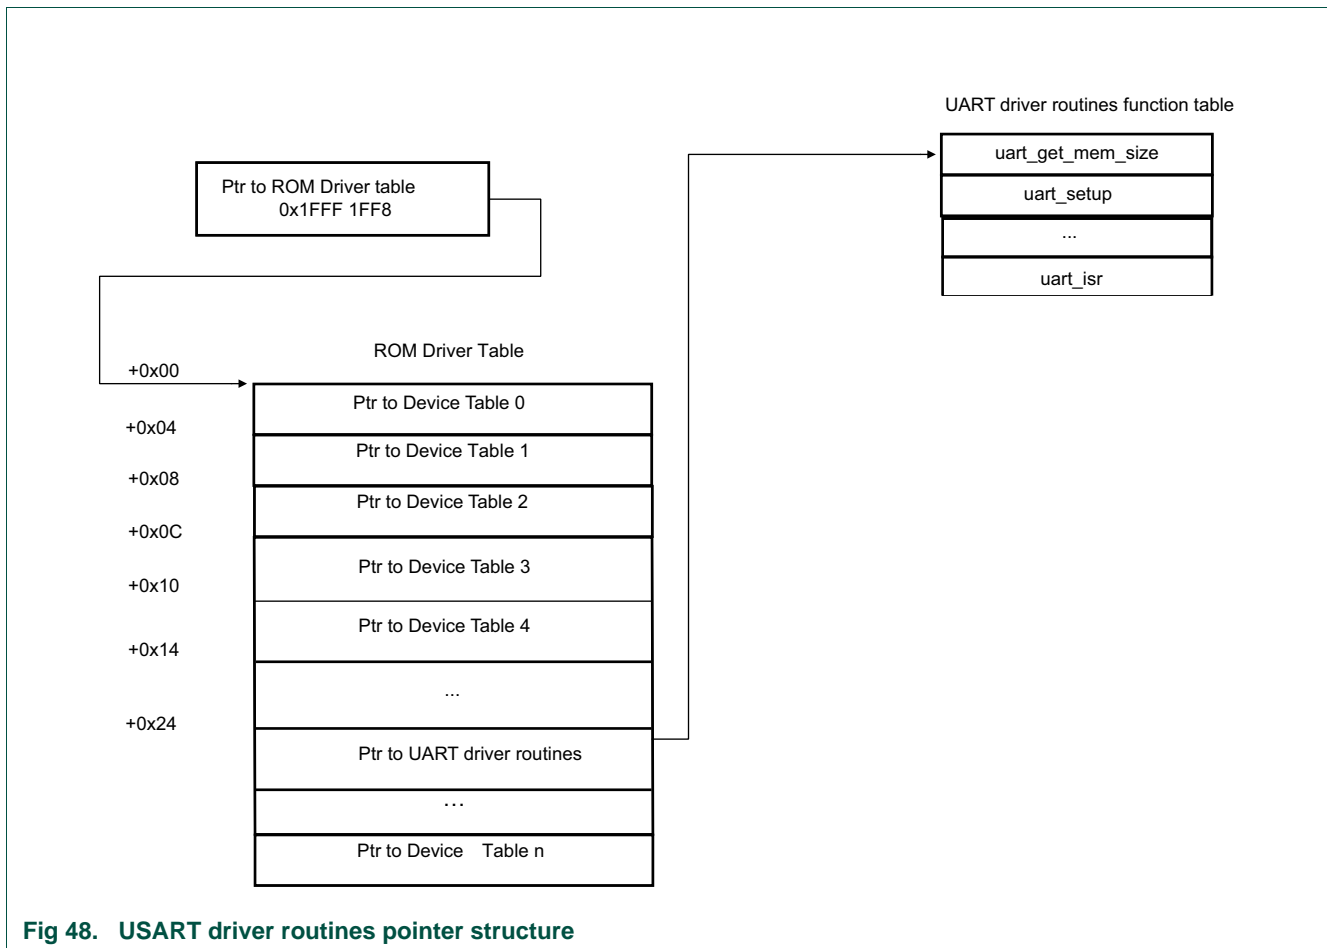 UART driver routines function table
uart_get_mem_size
uart_setup
...
uart_isr
Ptr to ROM Driver table
0x1FFF 1FF8
ROM Driver Table
+0x00
Ptr to Device Table 0
+0x04
Ptr to Device Table 1
+0x08
Ptr to Device Table 2
+0x0C
Ptr to Device Table 3
+0x10
Ptr to Device Table 4
+0x14
...
+0x24
Ptr to UART driver routines
...
Ptr to Device Table n
Fig 48. USART driver routines pointer structure